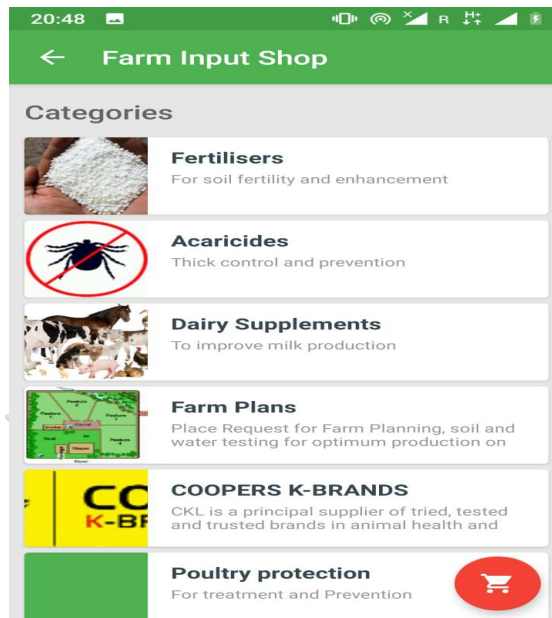 20:48
R H+
Farm Input Shop
Categories
Fertilisers
For soil fertility and enhancement
Acaricides
Thick control and prevention
Dairy Supplements
To improve milk production
Farm Plans
Place Request for Farm Planning, soil and
water testing for optimum production on
COOPERS K-BRANDS
CKL is a principal supplier of tried, tested
and trusted brands in animal health and
CO
K-BR
Poultry protection
For treatment and Prevention